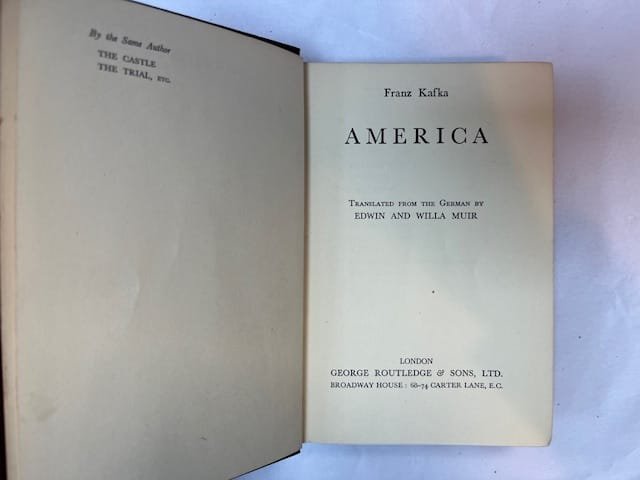 By the Same Author
THE CASTLE
THE TRIAL, ETC.
Franz Kafka
AMERICA
TRANSLATED FROM THE GERMAN BY
EDWIN AND WILLA MUIR
LONDON
GEORGE ROUTLEDGE & SONS, LTD.
BROADWAY HOUSE : 68-74 CARTER LANE, E.C.